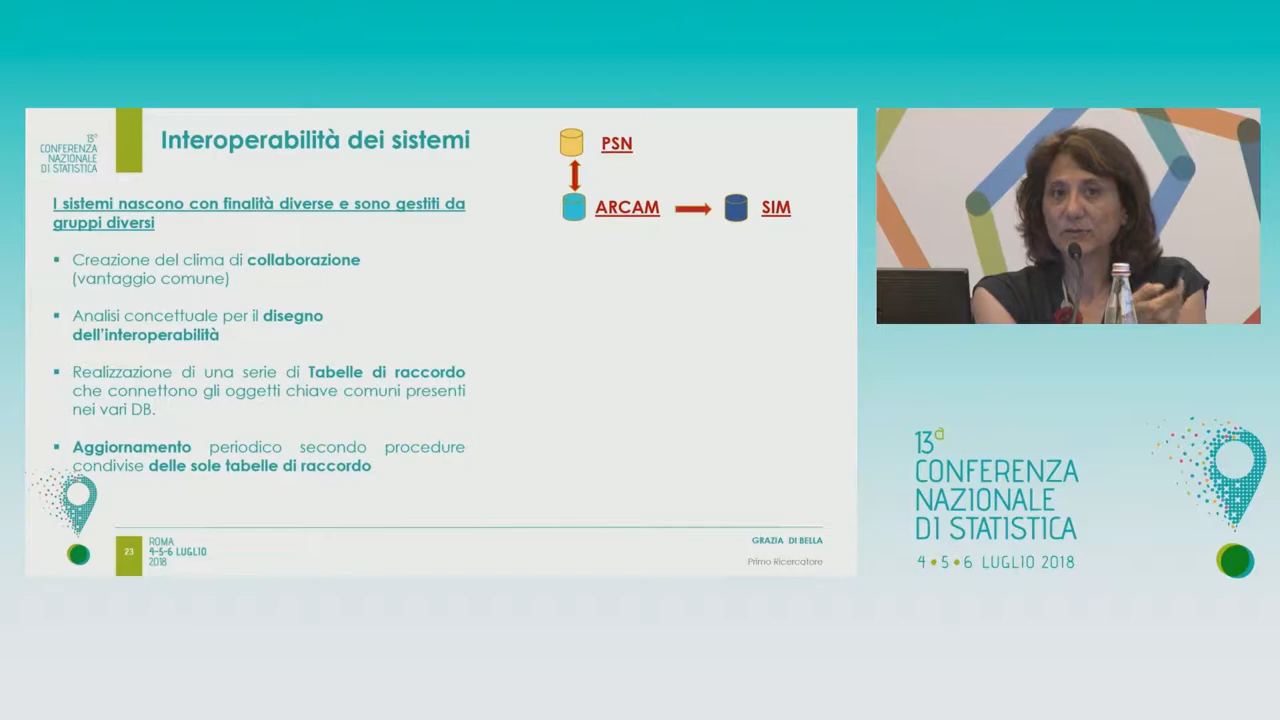 13ª
CONFERENZA
NAZIONALE
DI STATISTICA
Interoperabilità dei sistemi
I sistemi nascono con finalità diverse e sono gestiti da
gruppi diversi
▪ Creazione del clima di collaborazione
(vantaggio comune)
▪ Analisi concettuale per il disegno
dell'interoperabilità
▪ Realizzazione di una serie di Tabelle di raccordo
che connettono gli oggetti chiave comuni presenti
nei vari DB.
▪ Aggiornamento periodico secondo procedure
condivise delle sole tabelle di raccordo
PSN
ARCAM
SIM
23
ROMA
4-5-6 LUGLIO
2018
GRAZIA DI BELLA
Primo Ricercatore
13ª
CONFERENZA
NAZIONALE
DI STATISTICA
4•5•6 LUGLIO 2018